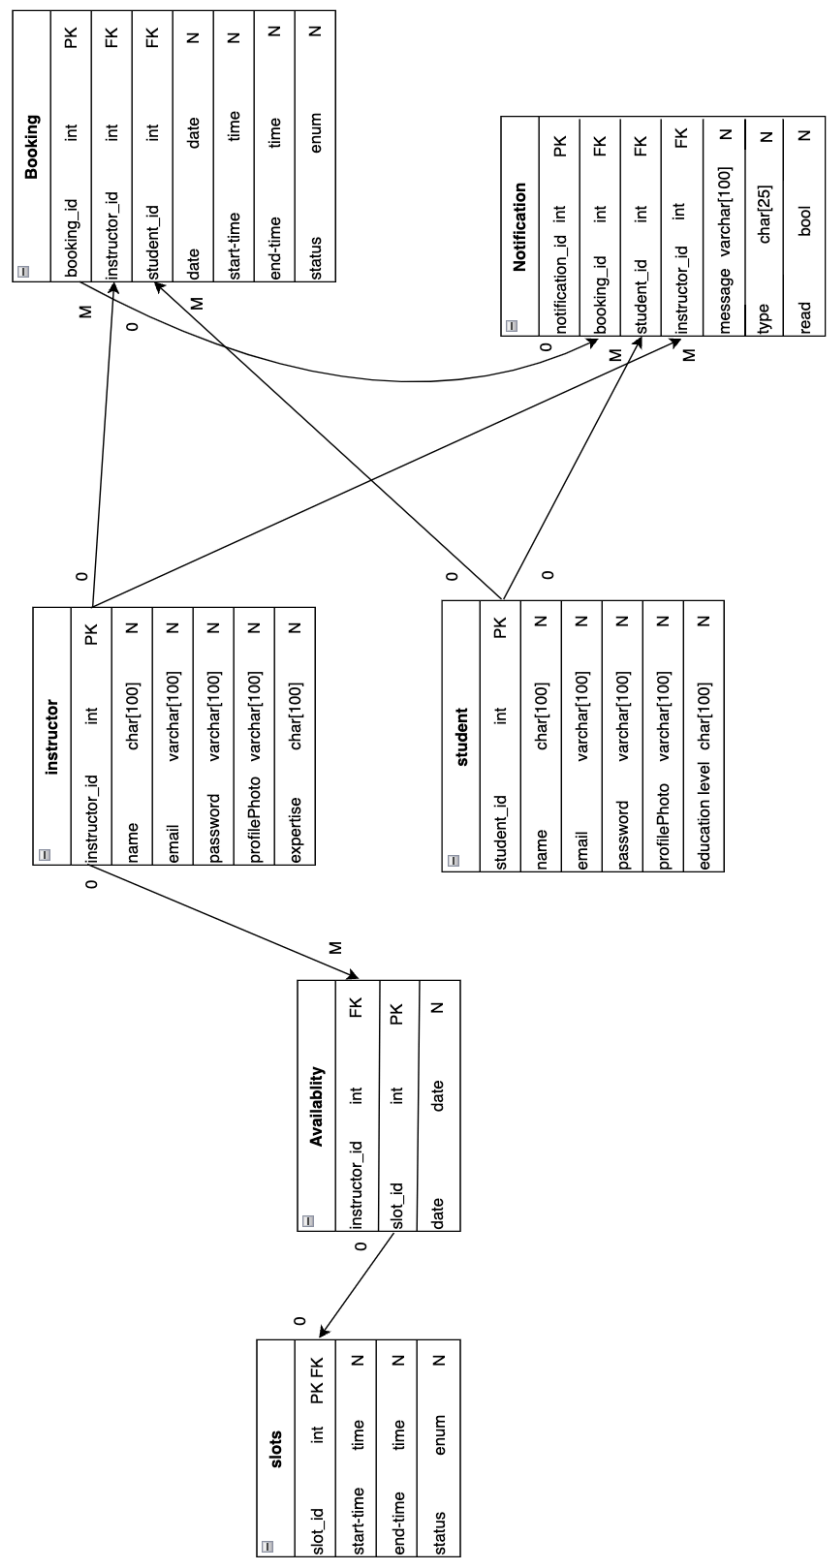 slots
slot_id int PK FK
start-time time N
end-time time N
status enum N
0
0
Availablity
instructor_id int FK
slot_id int PK
date date N
M
0
instructor
instructor_id int PK
name char[100] N
email varchar[100] N
password varchar[100] N
profilePhoto varchar[100] N
expertise char[100] N
0
student
student_id int PK
name char[100] N
email varchar[100] N
password varchar[100] N
profilePhoto varchar[100] N
education level char[100] N
0
0
Booking
booking_id int PK
instructor_id int FK
student_id int FK
date date N
start-time time N
end-time time N
status enum N
M
0
M
Notification
notification_id int PK
booking_id int FK
student_id int FK
instructor_id int FK
message varchar[100] N
type char[25] N
read bool N
0
M
M